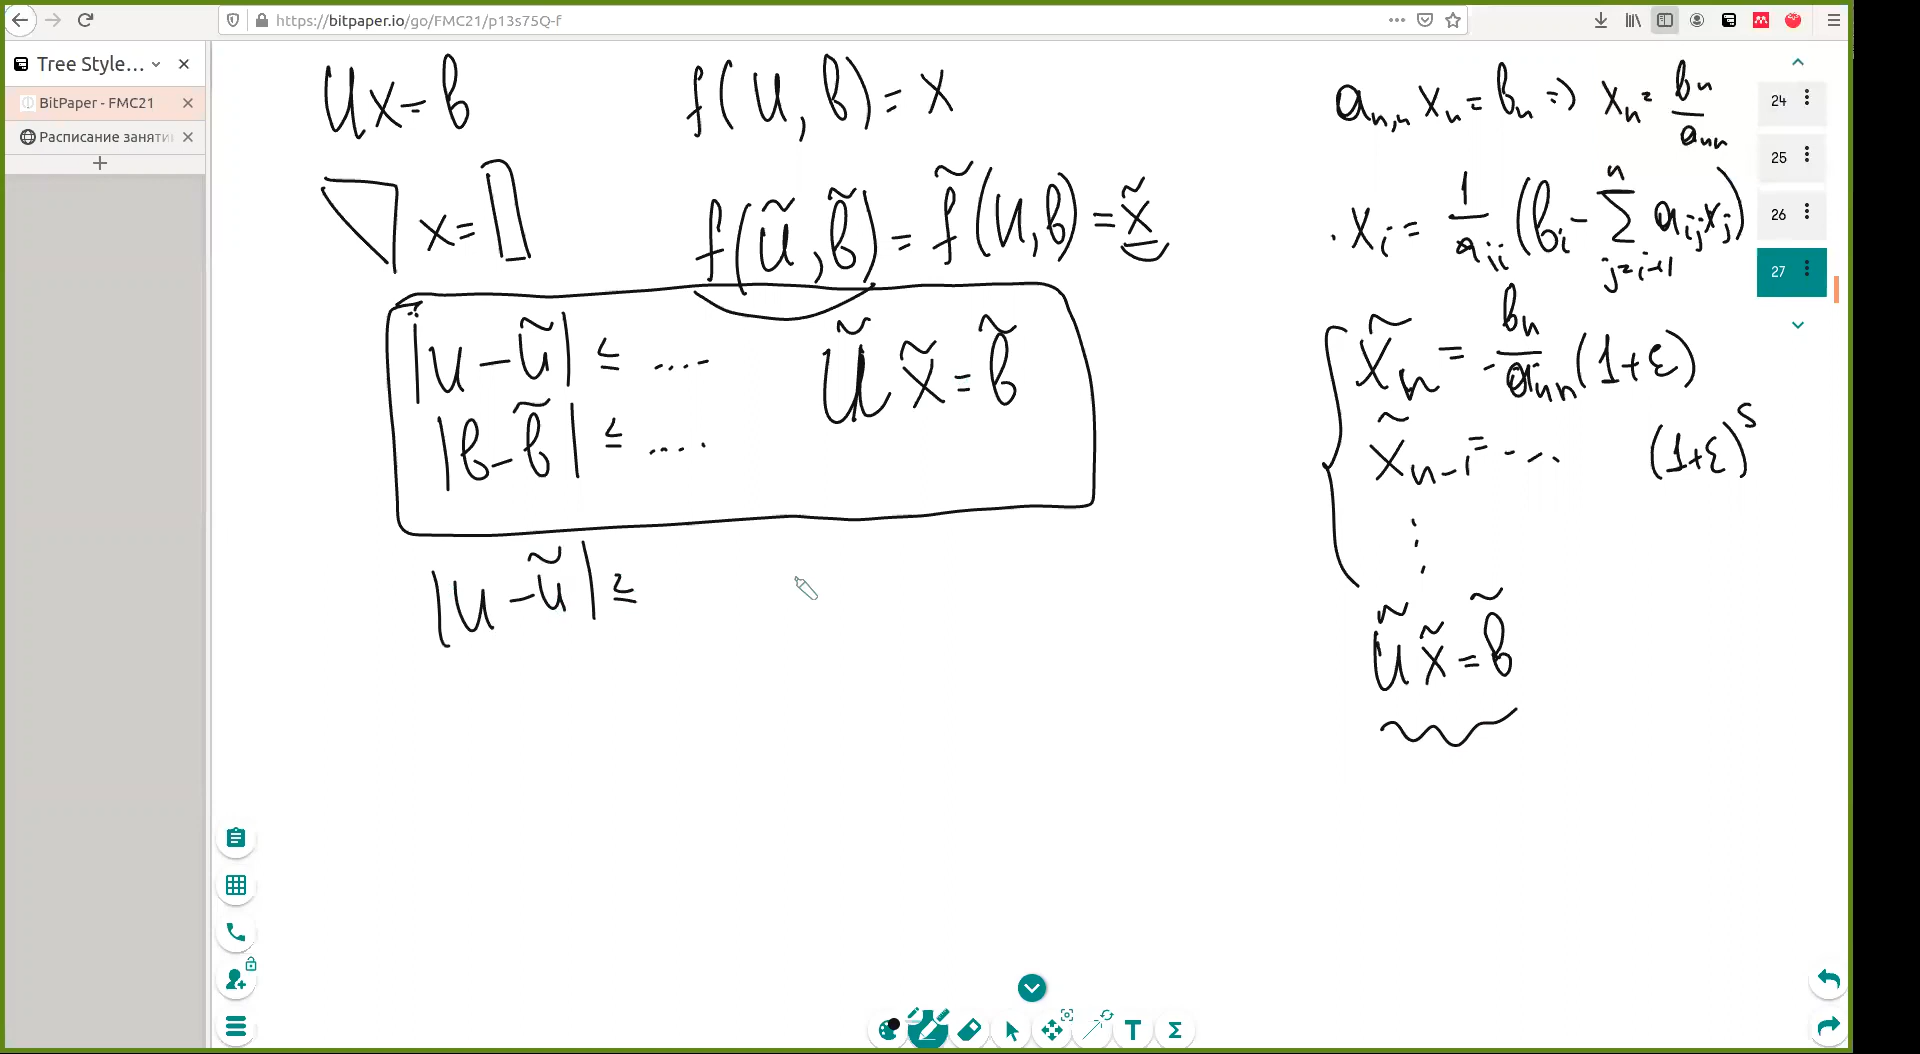 https://bitpaper.io/go/FMC21/p13s75Q-f
Tree Style...
BitPaper - FMC21
Расписание заняти
Ux = b
f(U, b) = x
x =
f(ũ, b̃) = f̃(U, b) = x̃
|U - ũ| ≤ ....
Ũ x̃ = b̃
|b - b̃| ≤ ....
|U - ũ| ≤
a_{n,n} x_n = b_n => x_n = b_n / a_{nn}
x_i = 1 / a_{ii} (b_i - ∑_{j=i+1}^{n} a_{ij} x_j)
x̃_n = b_n / a_{nn} (1+ε)
x̃_{n-1} = -... (1+ε)^s
ũ x̃ = b̃
24
25
26
27
T
Σ